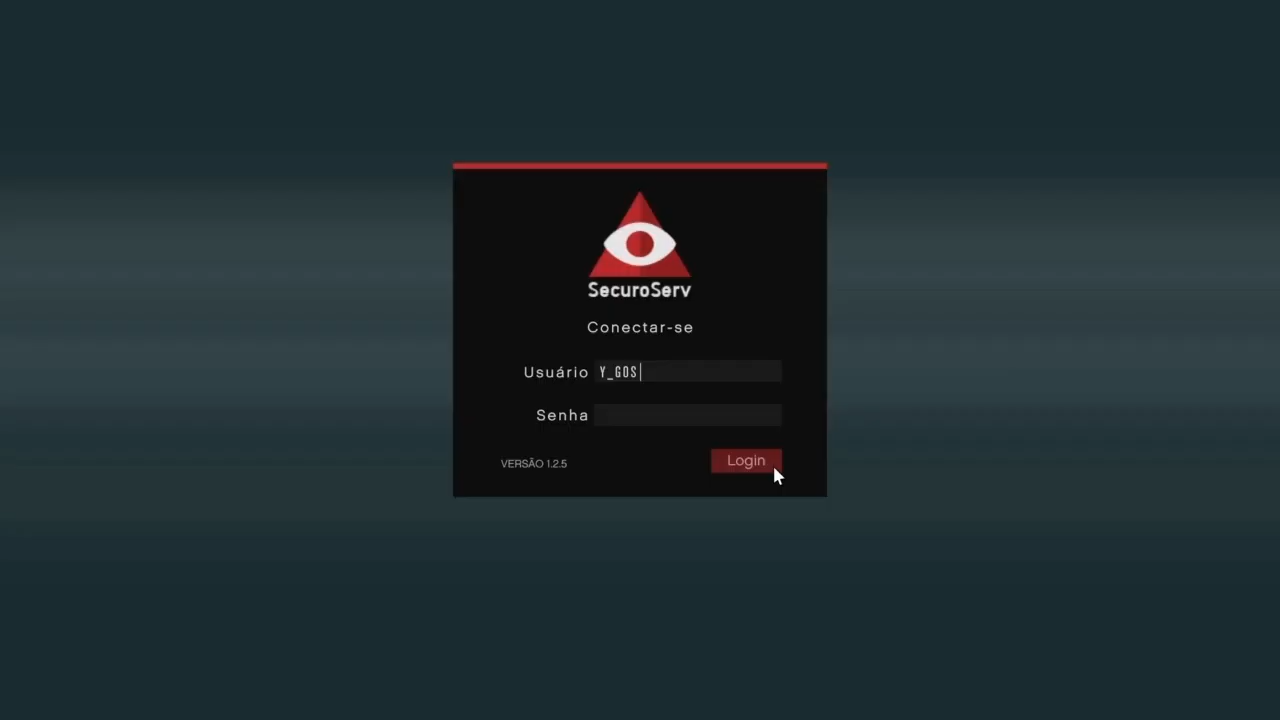 SecuroServ
Conectar-se
Usuário Y_GOS
Senha
VERSÃO 1.2.5 Login